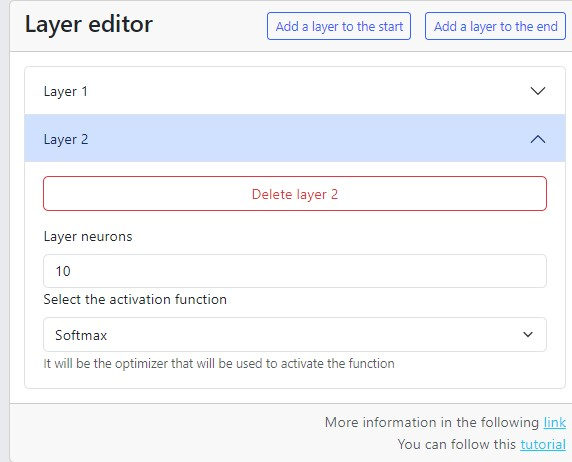 Layer editor
Add a layer to the start
Add a layer to the end
Layer 1
Layer 2
Delete layer 2
Layer neurons
10
Select the activation function
Softmax
It will be the optimizer that will be used to activate the function
More information in the following link
You can follow this tutorial